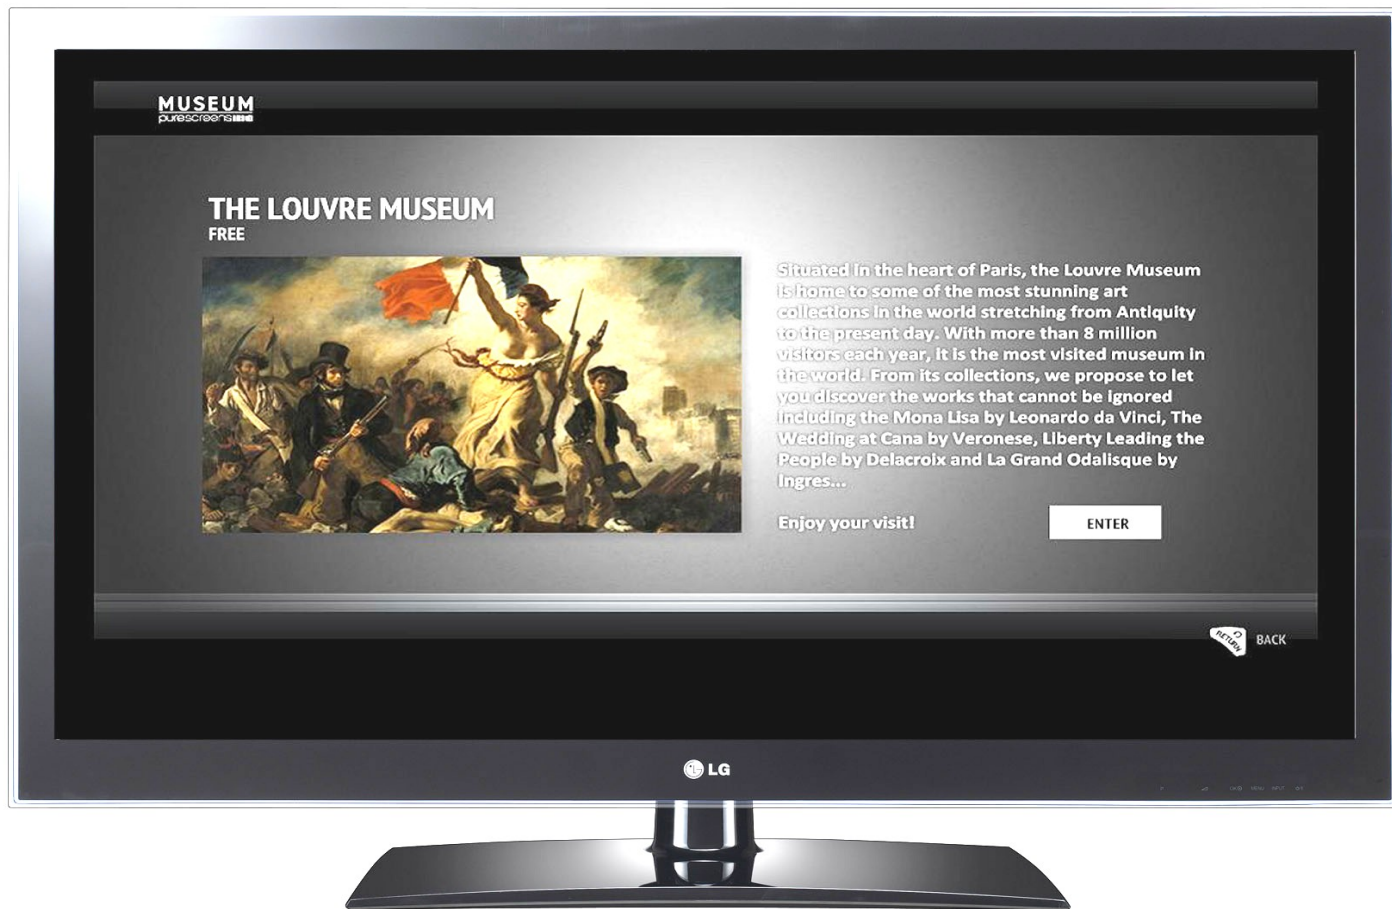 MUSEUM
purescreens
THE LOUVRE MUSEUM
FREE
Situated in the heart of Paris, the Louvre Museum
is home to some of the most stunning art
collections in the world stretching from Antiquity
to the present day. With more than 8 million
visitors each year, it is the most visited museum in
the world. From its collections, we propose to let
you discover the works that cannot be ignored
including the Mona Lisa by Leonardo da Vinci, The
Wedding at Cana by Veronese, Liberty Leading the
People by Delacroix and La Grand Odalisque by
Ingres...
Enjoy your visit!
ENTER
RETURN
BACK
LG